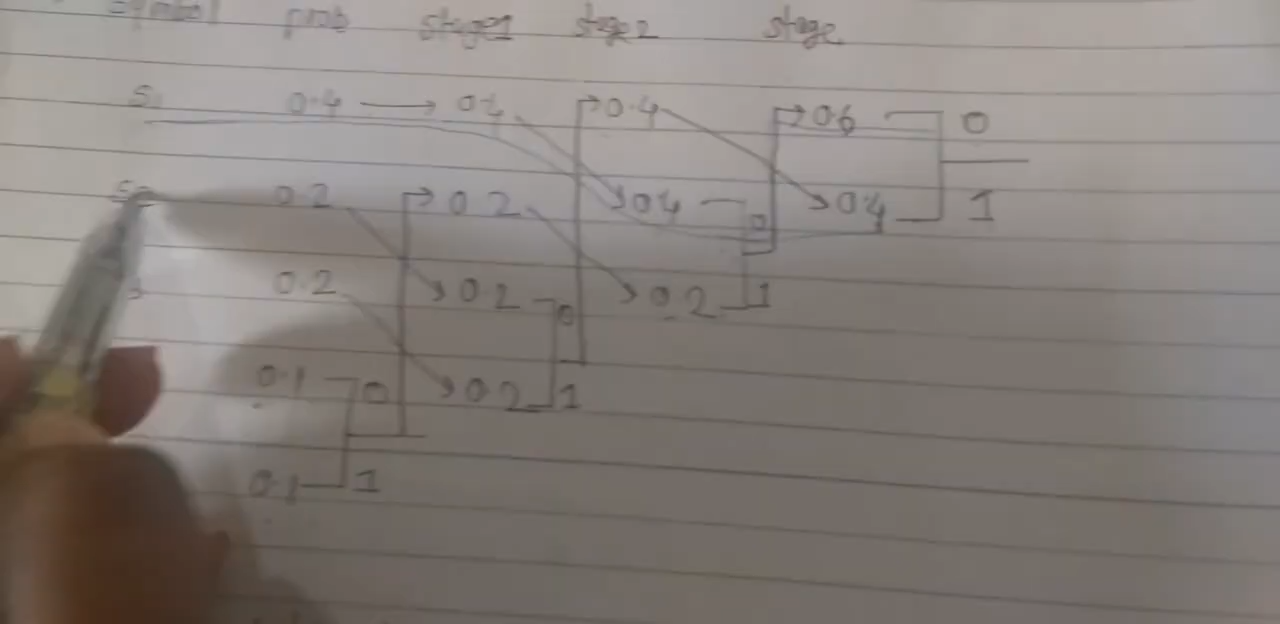 symbol prob stage1 stage2 stage
S1 0.4 0.4 0.4 0.6 0
S2 0.2 0.2 0.4 0 0.4 1
0.2 0.2 0 0.2 1
0.1 0 0.2 1
0.1 1